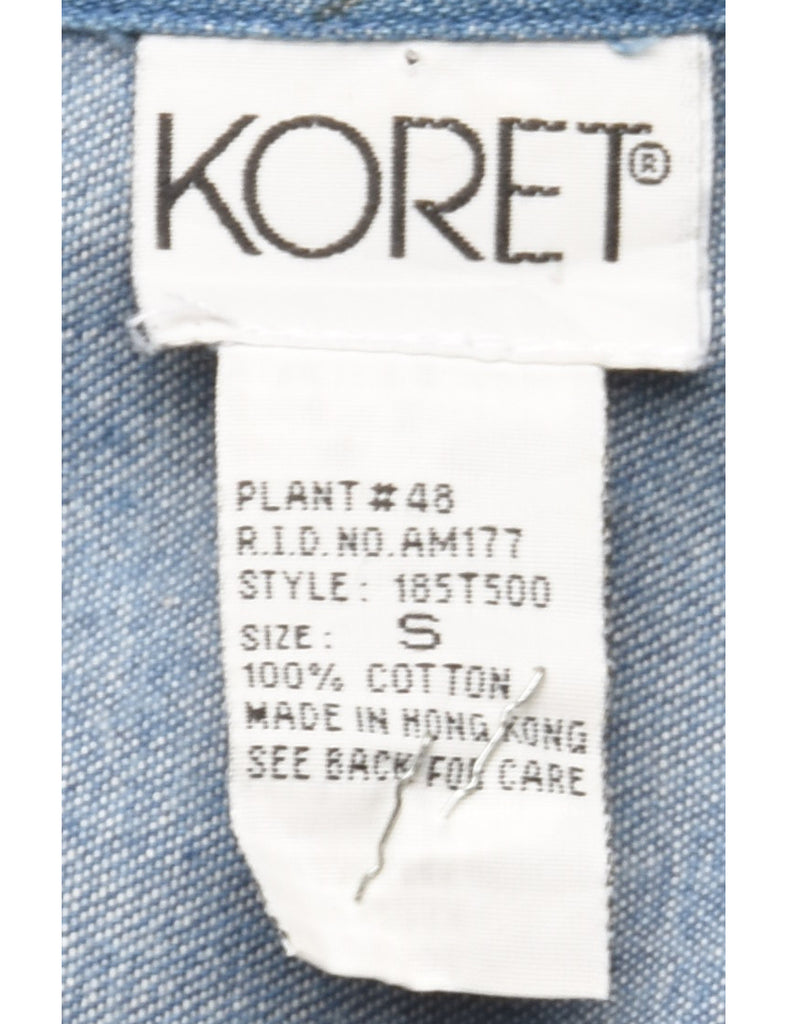 KORET®
PLANT #48
R.I.D. NO. AM177
STYLE: 185T500
SIZE: S
100% COTTON
MADE IN HONG KONG
SEE BACK FOR CARE